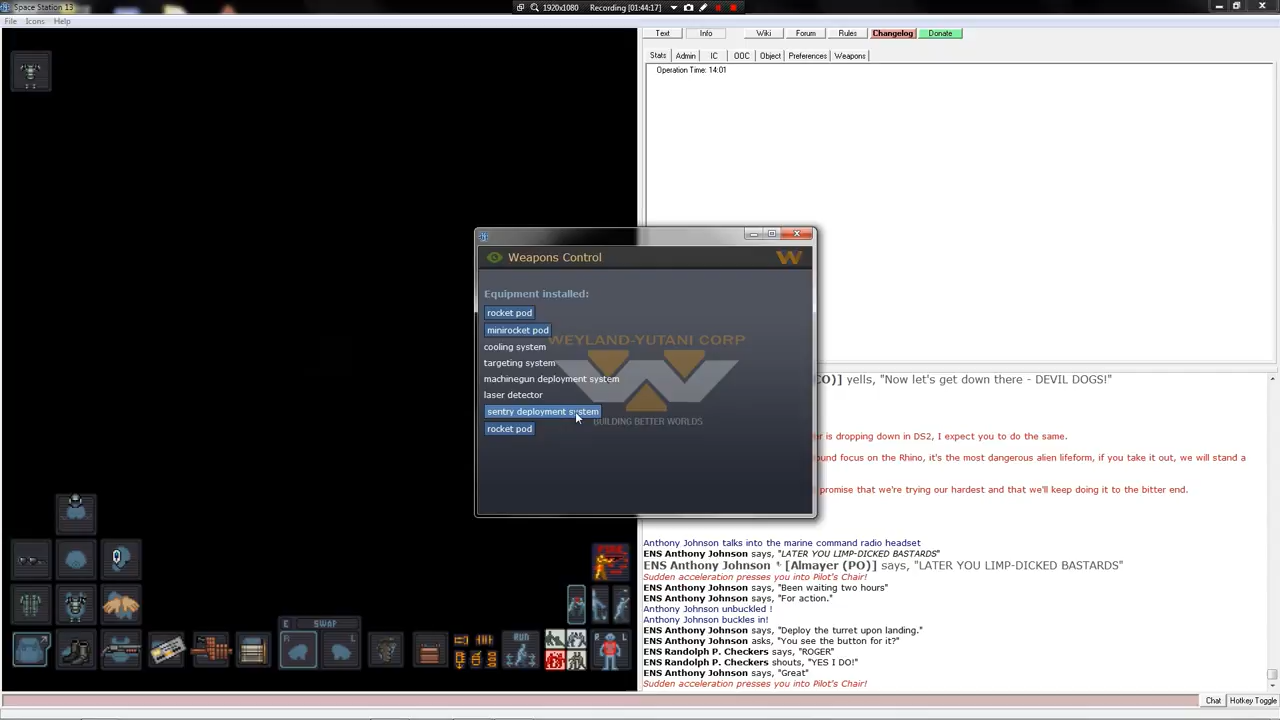 Space Station 13
1920x1080
Recording [01:44:17]
File Icons Help
Text Info Wiki Forum Rules Changelog Donate
Stats Admin IC OOC Object Preferences Weapons
Operation Time: 14:01
Weapons Control
W
Equipment installed:
rocket pod
minirocket pod
cooling system
targeting system
machinegun deployment system
laser detector
sentry deployment system
rocket pod
WEYLAND-YUTANI CORP
BUILDING BETTER WORLDS
)] yells, "Now let's get down there - DEVIL DOGS!"
er is dropping down in DS2, I expect you to do the same.
ound focus on the Rhino, it's the most dangerous alien lifeform, if you take it out, we will stand a
promise that we're trying our hardest and that we'll keep doing it to the bitter end.
Anthony Johnson talks into the marine command radio headset
ENS Anthony Johnson says, "LATER YOU LIMP-DICKED BASTARDS"
ENS Anthony Johnson [Almayer (PO)] says, "LATER YOU LIMP-DICKED BASTARDS"
Sudden acceleration presses you into Pilot's Chair!
ENS Anthony Johnson says, "Been waiting two hours"
ENS Anthony Johnson says, "For action."
Anthony Johnson unbuckled !
Anthony Johnson buckles in!
ENS Anthony Johnson says, "Deploy the turret upon landing."
ENS Anthony Johnson asks, "You see the button for it?"
ENS Randolph P. Checkers says, "ROGER"
ENS Randolph P. Checkers shouts, "YES I DO!"
ENS Anthony Johnson says, "Great"
Sudden acceleration presses you into Pilot's Chair!
E SWAP
R L
RUN
R L
Chat Hotkey Toggle